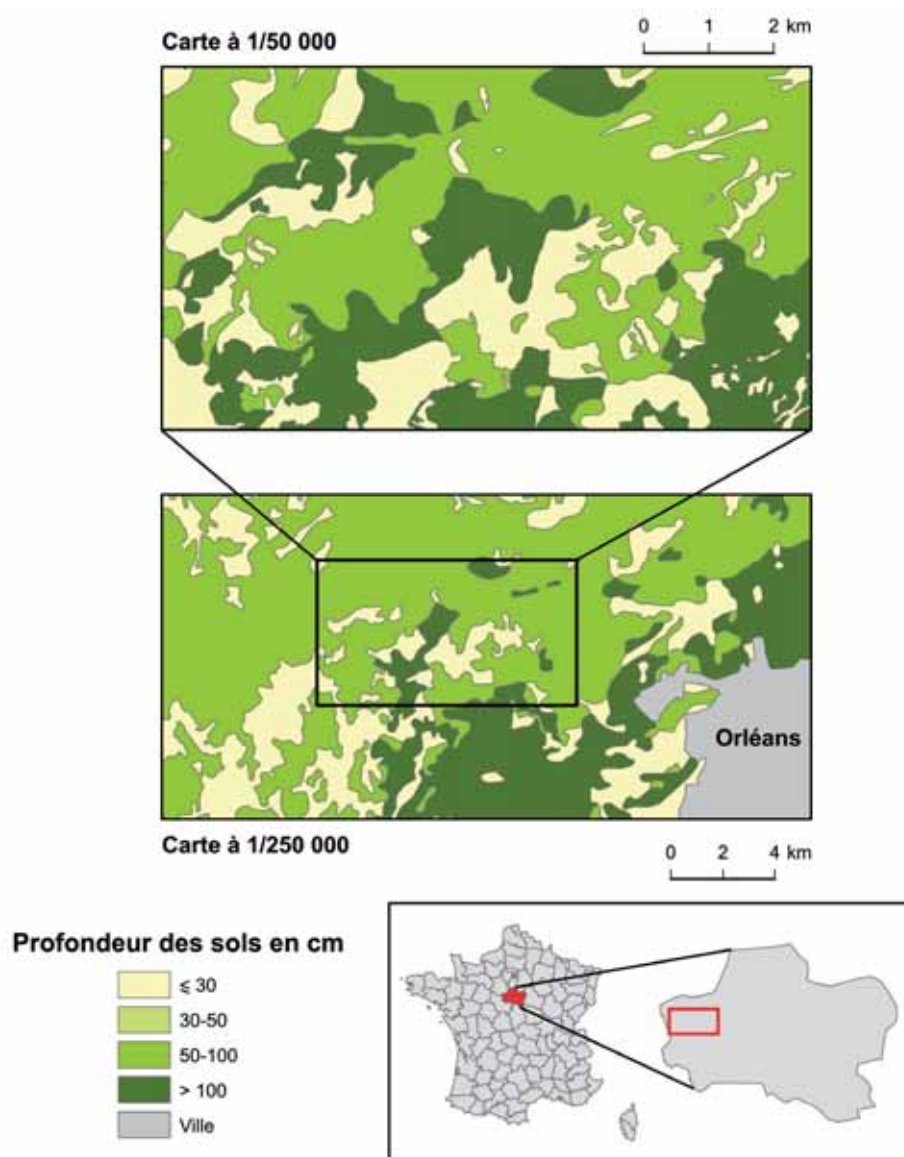 0 1 2 km
Carte à 1/50 000
Orléans
Carte à 1/250 000
0 2 4 km
Profondeur des sols en cm
⩽ 30
30-50
50-100
> 100
Ville